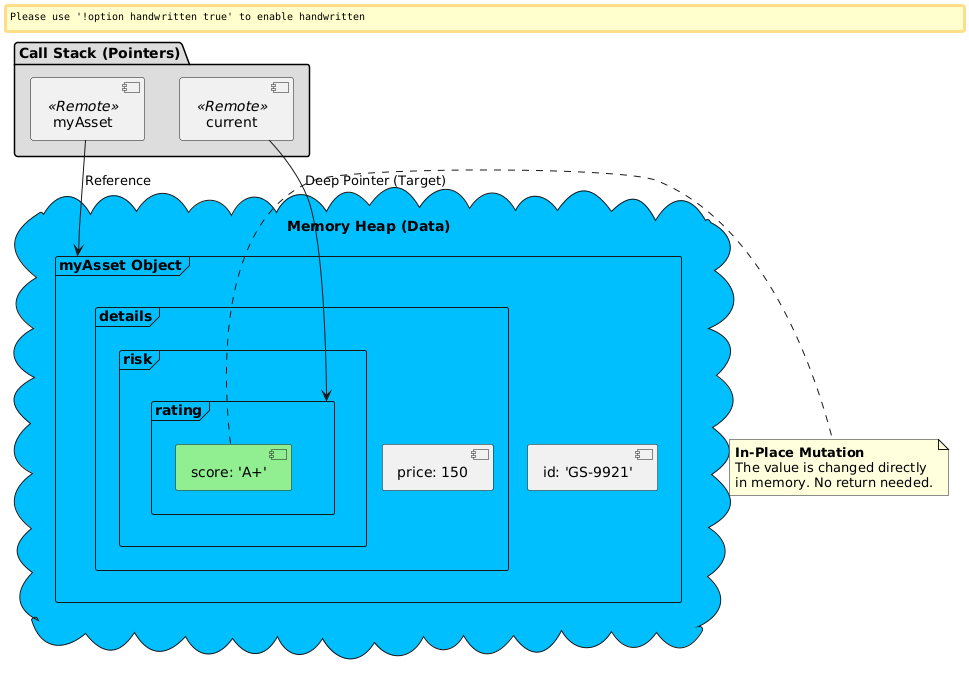 Please use '!option handwritten true' to enable handwritten
Call Stack (Pointers)
«Remote»
myAsset
«Remote»
current
Reference
Deep Pointer (Target)
Memory Heap (Data)
myAsset Object
details
risk
rating
score: 'A+'
price: 150
id: 'GS-9921'
In-Place Mutation
The value is changed directly
in memory. No return needed.